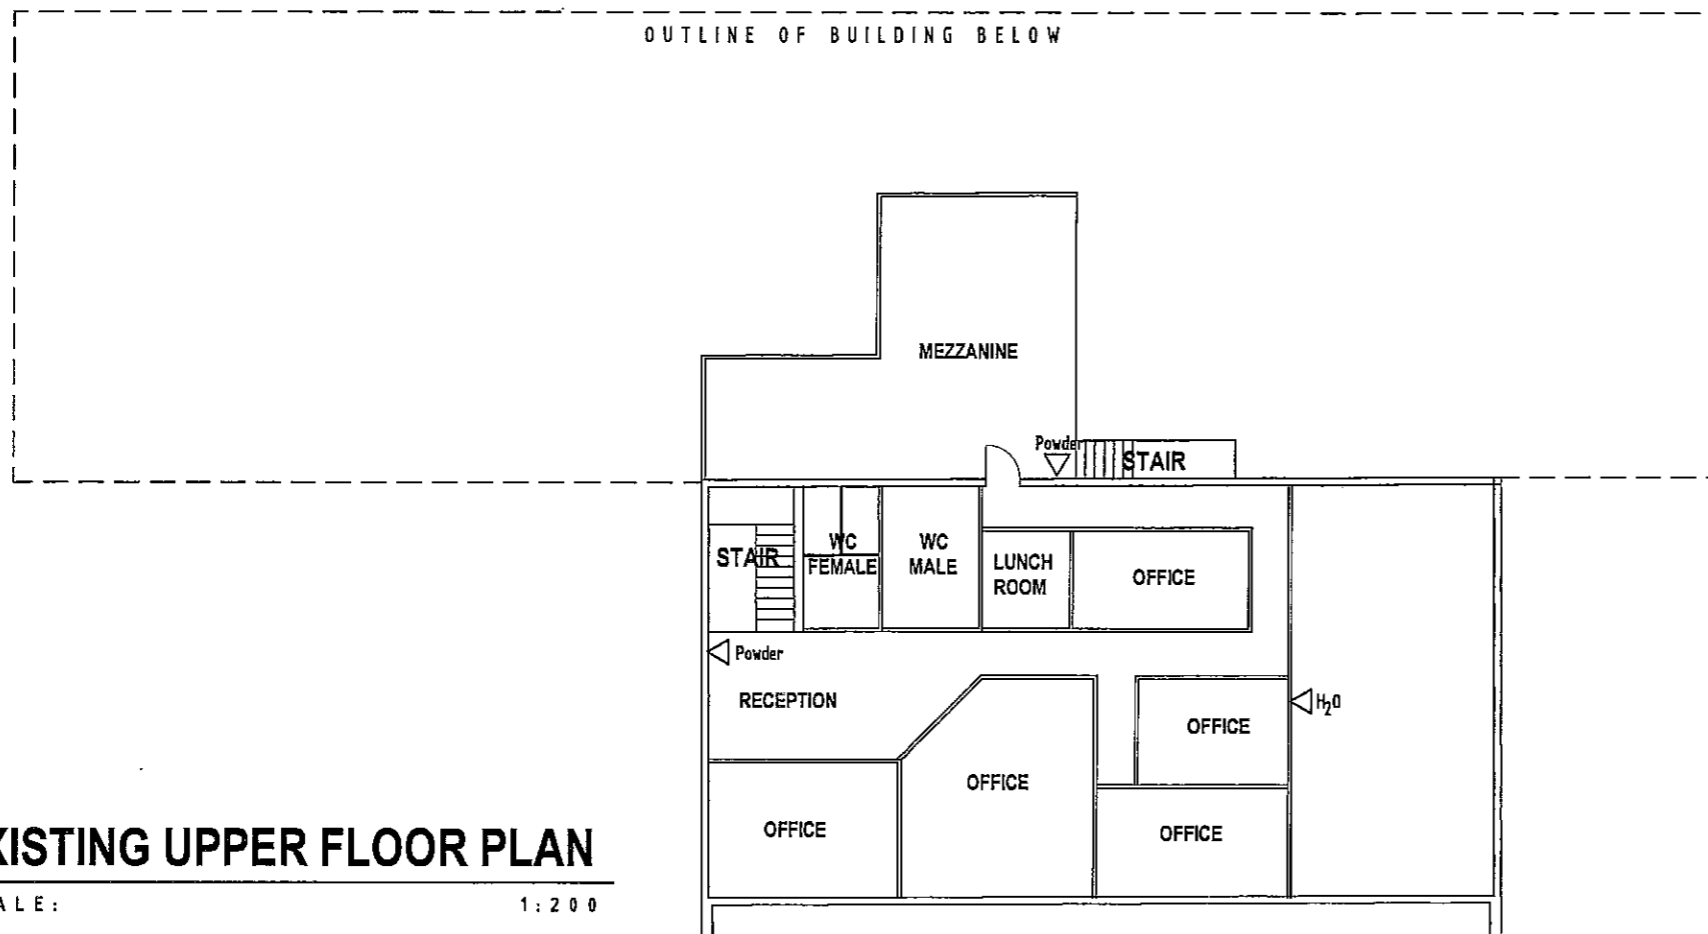 OUTLINE OF BUILDING BELOW
MEZZANINE
Powder
STAIR
STAIR
WC
FEMALE
WC
MALE
LUNCH
ROOM
OFFICE
Powder
RECEPTION
OFFICE
H2O
OFFICE
OFFICE
OFFICE
XISTING UPPER FLOOR PLAN
ALE: 1:200